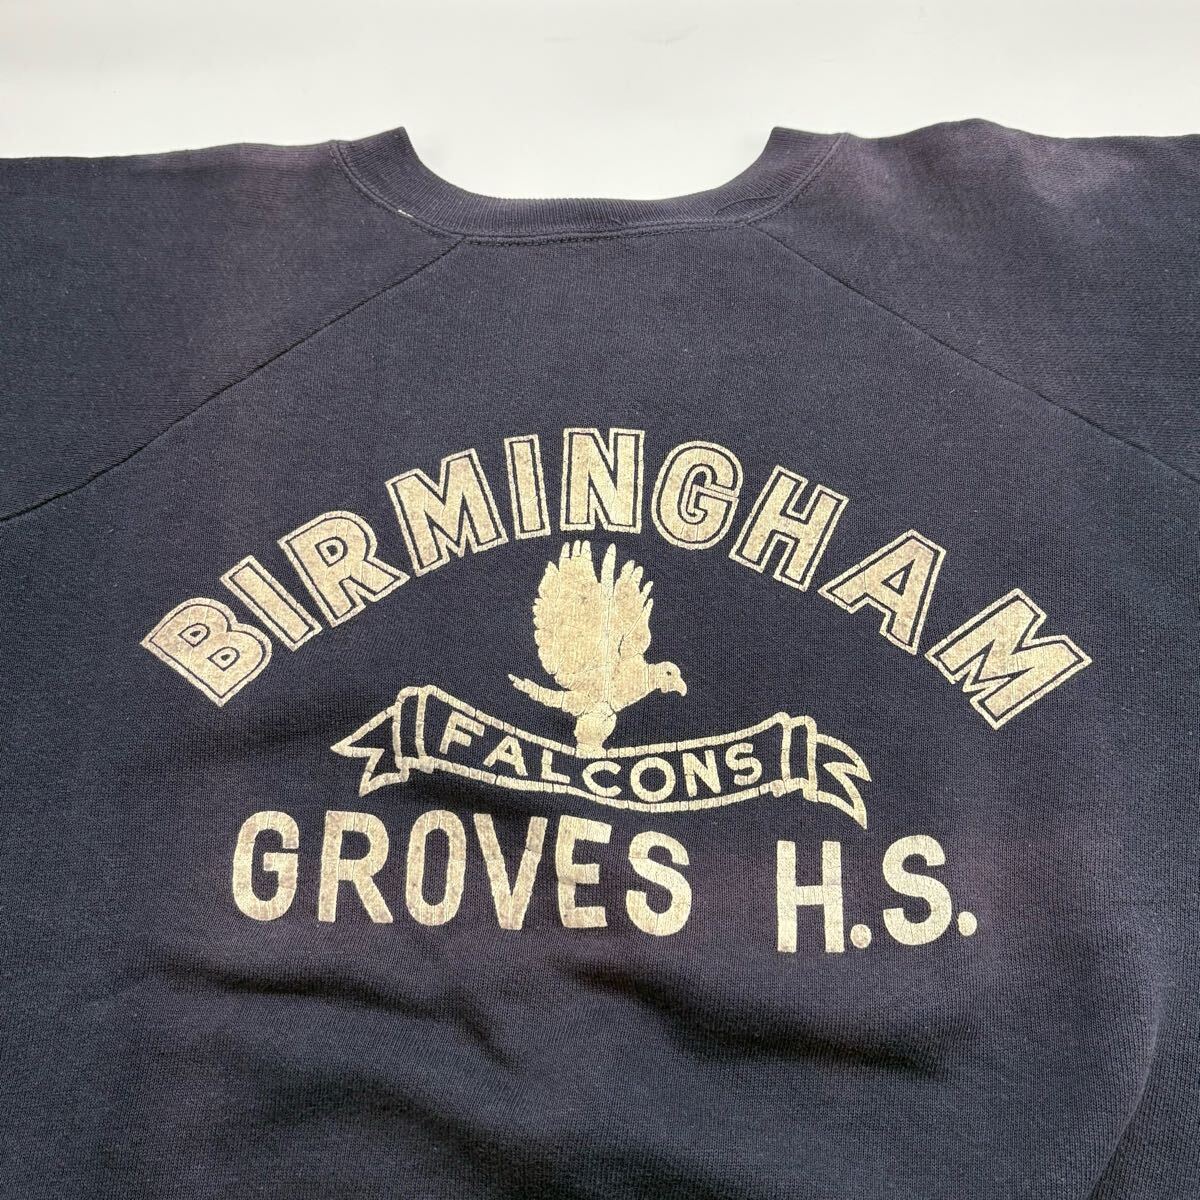 BIRMINGHAM
FALCONS
GROVES H.S.